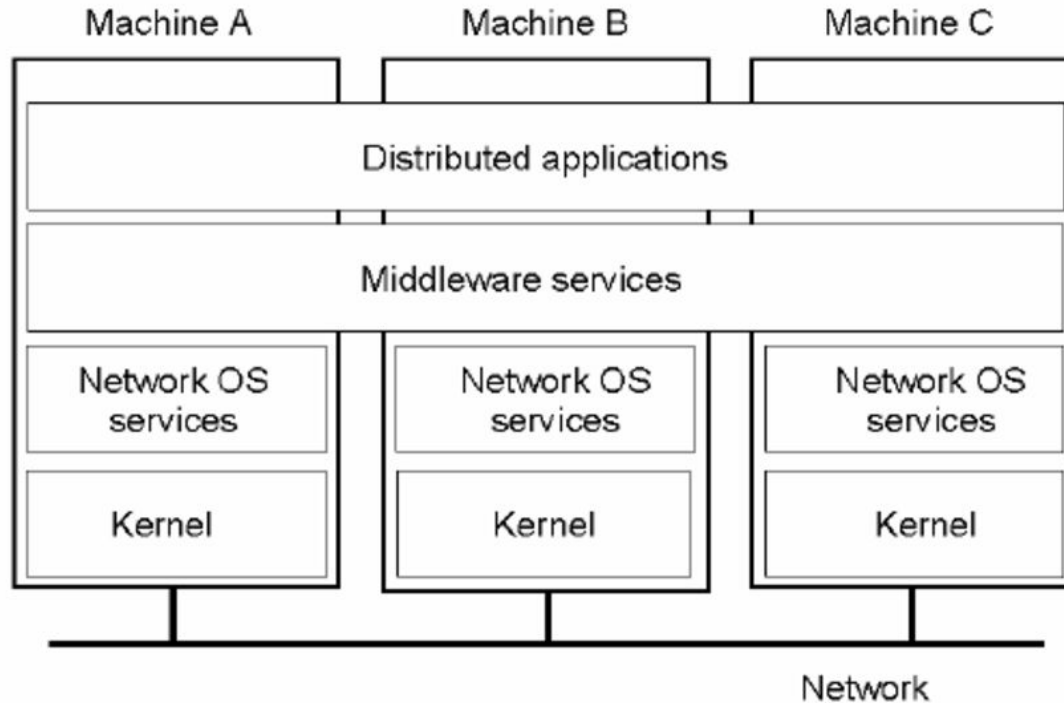 Machine A
Machine B
Machine C
Distributed applications
Middleware services
Network OS
services
Network OS
services
Network OS
services
Kernel
Kernel
Kernel
Network